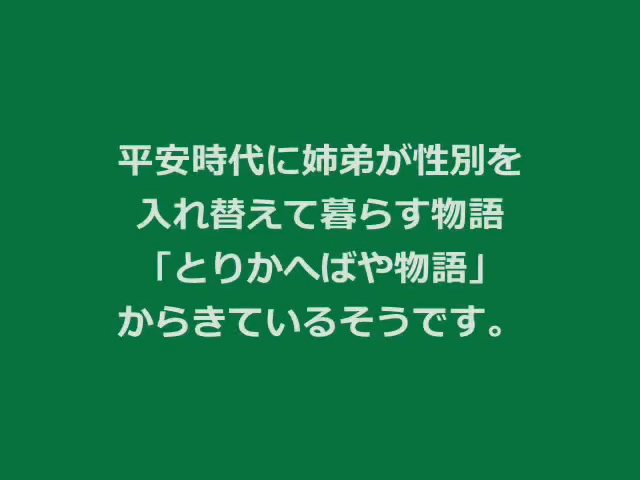 平安時代に姉弟が性別を
入れ替えて暮らす物語
「とりかへばや物語」
からきているそうです。